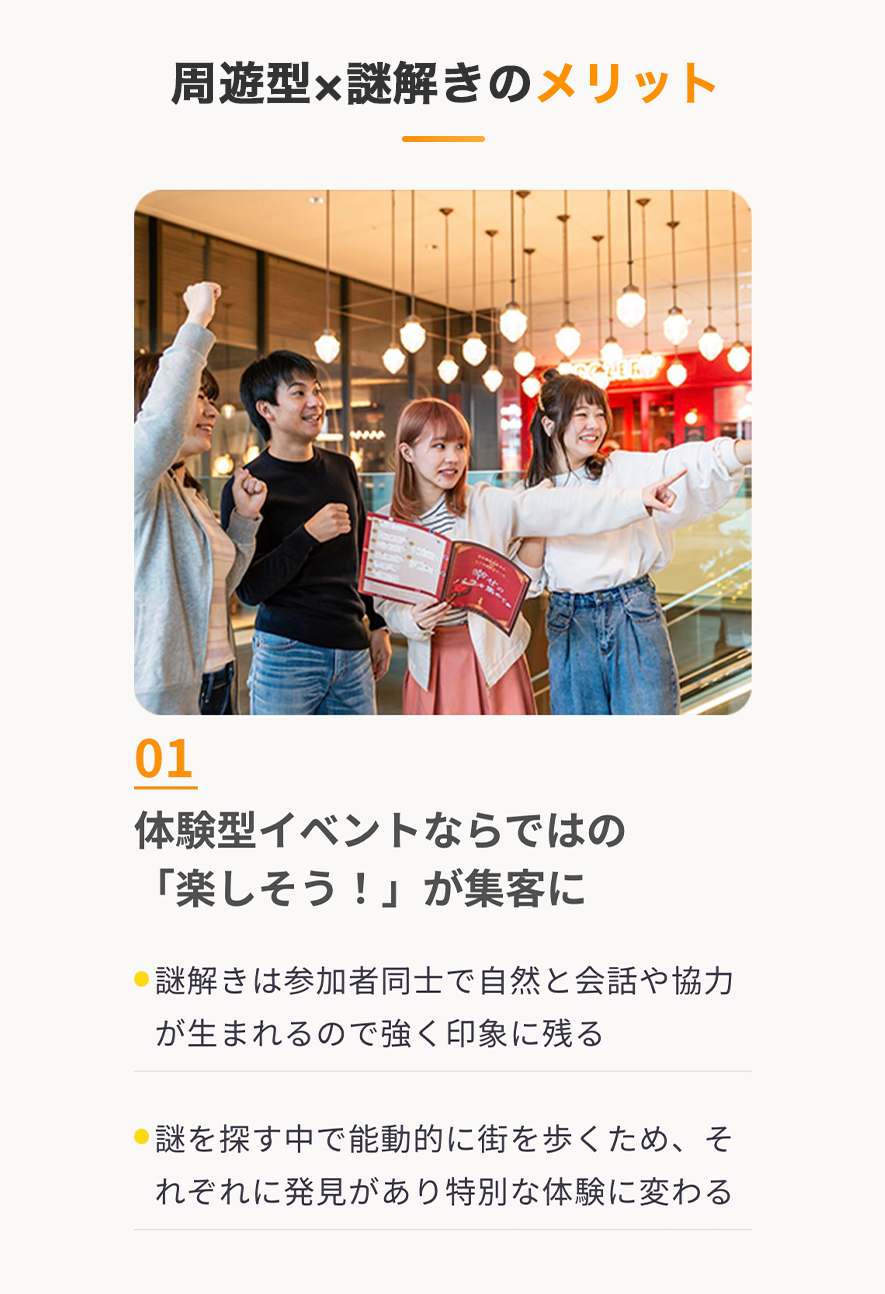 周遊型×謎解きのメリット
01
体験型イベントならではの
「楽しそう！」が集客に
謎解きは参加者同士で自然と会話や協力
が生まれるので強く印象に残る
謎を探す中で能動的に街を歩くため、そ
れぞれに発見があり特別な体験に変わる